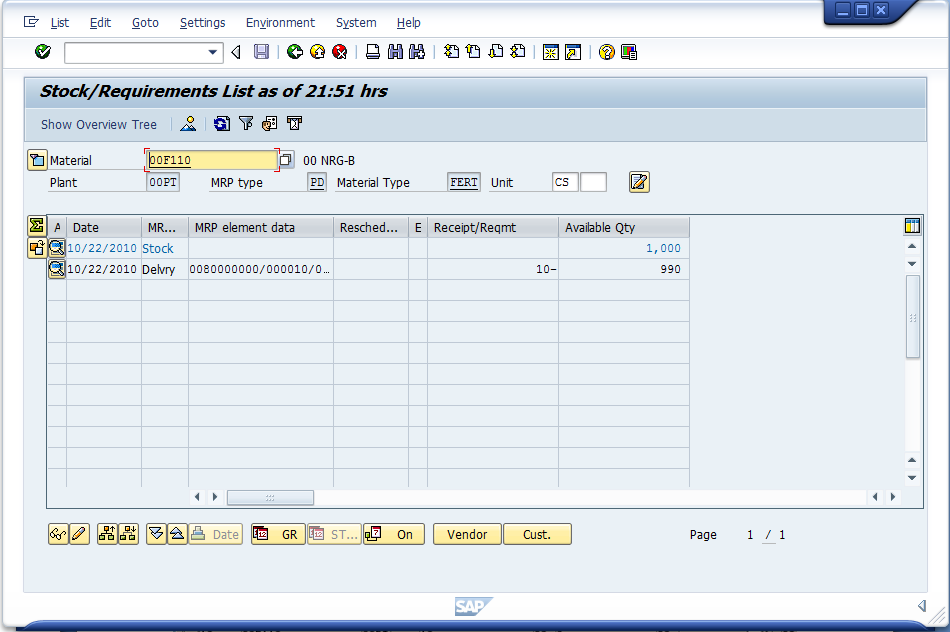 List Edit Goto Settings Environment System Help
Stock/Requirements List as of 21:51 hrs
Show Overview Tree
Material 00F110 00 NRG-B
Plant 00PT MRP type PD Material Type FERT Unit CS
A Date MR... MRP element data Resched... E Receipt/Reqmt Available Qty
10/22/2010 Stock 1,000
10/22/2010 Delvry 0080000000/000010/0... 10- 990
Date GR ST... On Vendor Cust. Page 1 / 1
SAP